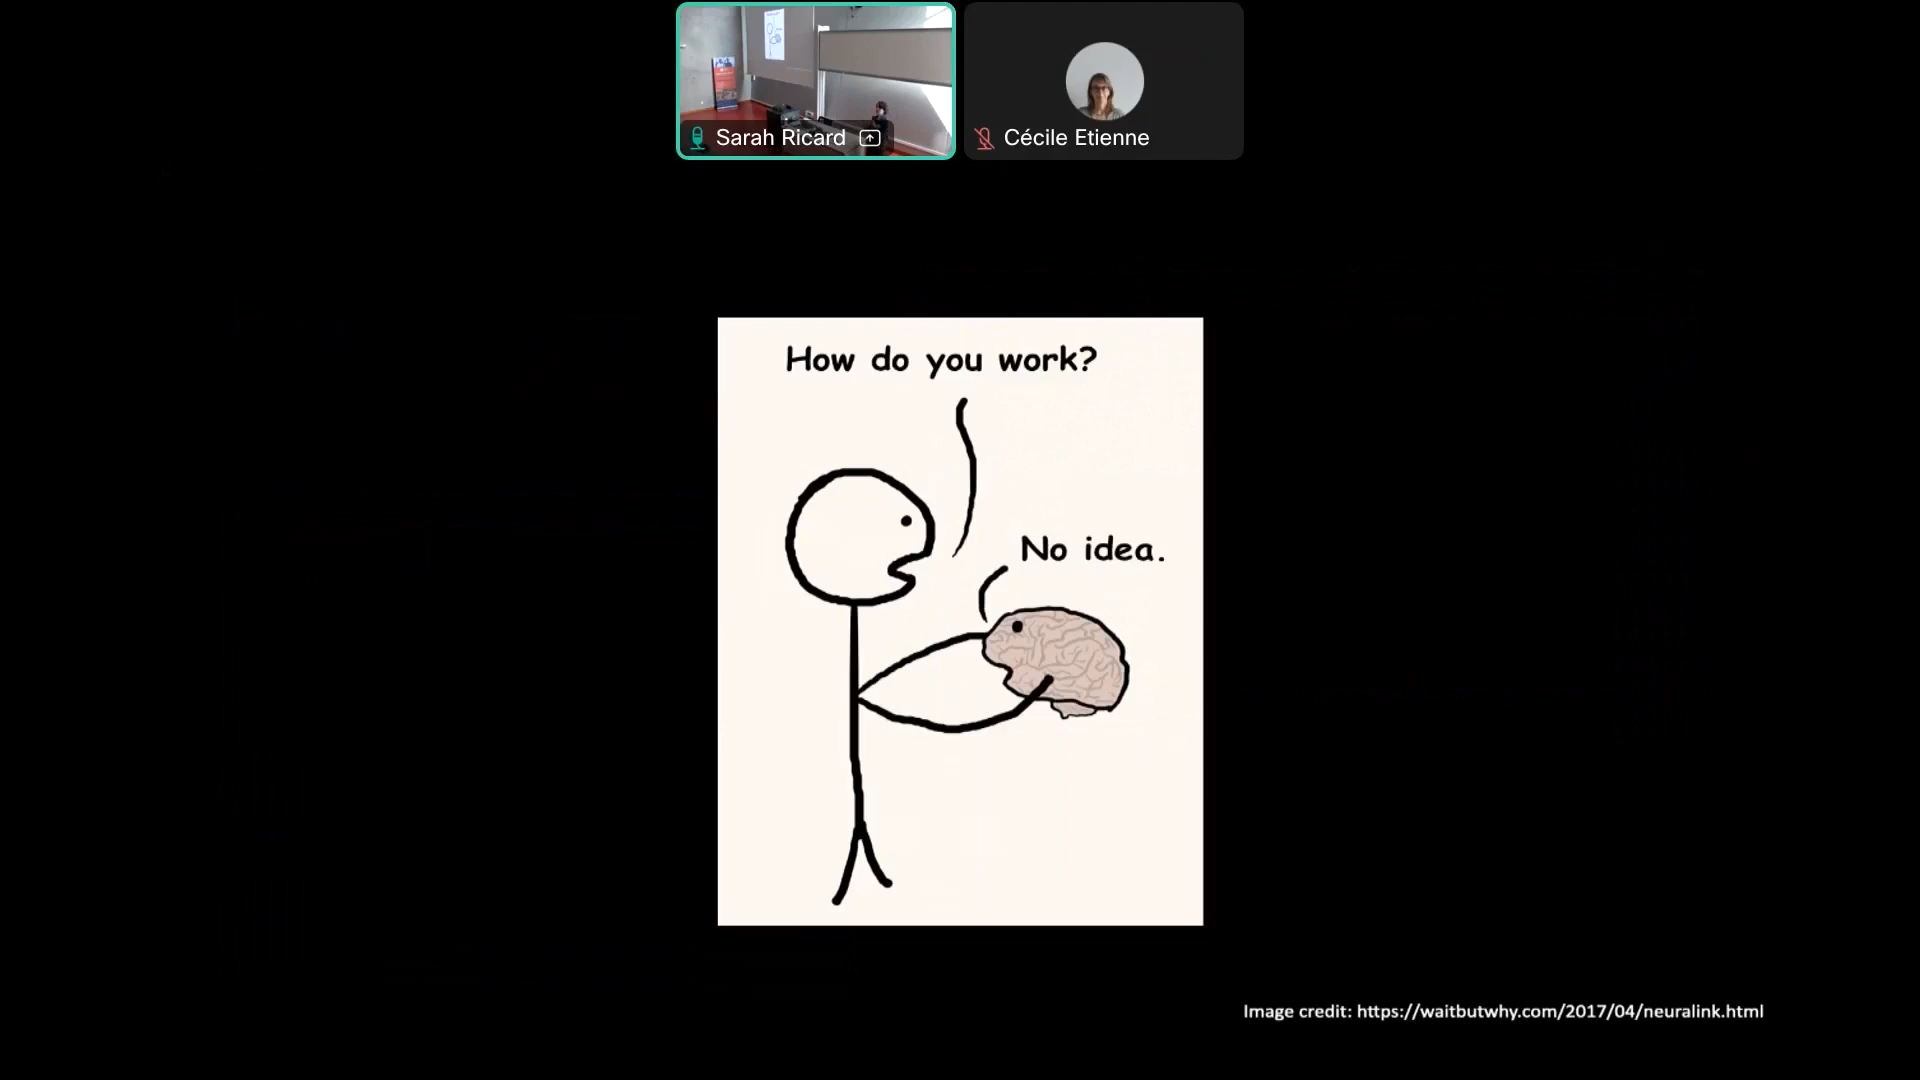 Sarah Ricard
Cécile Etienne
How do you work?
No idea.
Image credit: https://waitbutwhy.com/2017/04/neuralink.html